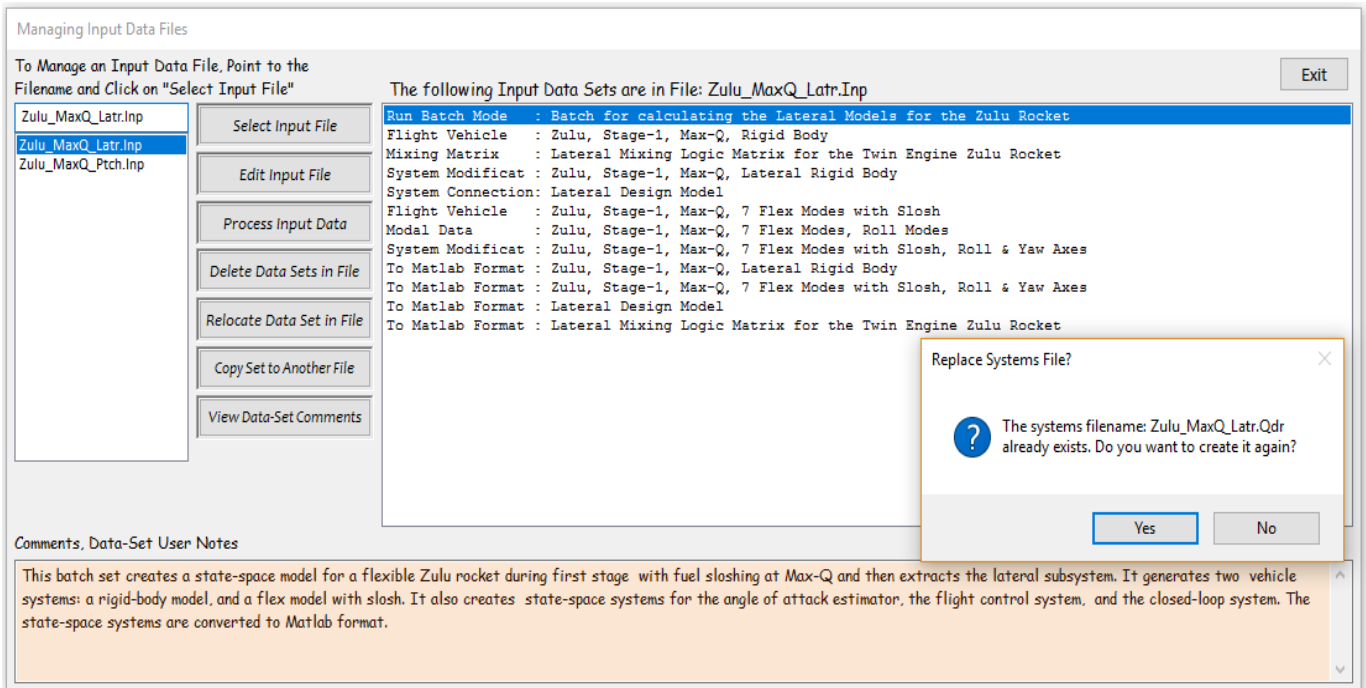 Managing Input Data Files
To Manage an Input Data File, Point to the
Filename and Click on "Select Input File"
The following Input Data Sets are in File: Zulu_MaxQ_Latr.Inp
Exit
Zulu_MaxQ_Latr.Inp
Zulu_MaxQ_Latr.Inp
Zulu_MaxQ_Ptch.Inp
Select Input File
Edit Input File
Process Input Data
Delete Data Sets in File
Relocate Data Set in File
Copy Set to Another File
View Data-Set Comments
Run Batch Mode : Batch for calculating the Lateral Models for the Zulu Rocket
Flight Vehicle : Zulu, Stage-1, Max-Q, Rigid Body
Mixing Matrix : Lateral Mixing Logic Matrix for the Twin Engine Zulu Rocket
System Modificat : Zulu, Stage-1, Max-Q, Lateral Rigid Body
System Connection: Lateral Design Model
Flight Vehicle : Zulu, Stage-1, Max-Q, 7 Flex Modes with Slosh
Modal Data : Zulu, Stage-1, Max-Q, 7 Flex Modes, Roll Modes
System Modificat : Zulu, Stage-1, Max-Q, 7 Flex Modes with Slosh, Roll & Yaw Axes
To Matlab Format : Zulu, Stage-1, Max-Q, Lateral Rigid Body
To Matlab Format : Zulu, Stage-1, Max-Q, 7 Flex Modes with Slosh, Roll & Yaw Axes
To Matlab Format : Lateral Design Model
To Matlab Format : Lateral Mixing Logic Matrix for the Twin Engine Zulu Rocket
Replace Systems File?
The systems filename: Zulu_MaxQ_Latr.Qdr
already exists. Do you want to create it again?
Yes
No
Comments, Data-Set User Notes
This batch set creates a state-space model for a flexible Zulu rocket during first stage with fuel sloshing at Max-Q and then extracts the lateral subsystem. It generates two vehicle
systems: a rigid-body model, and a flex model with slosh. It also creates state-space systems for the angle of attack estimator, the flight control system, and the closed-loop system. The
state-space systems are converted to Matlab format.